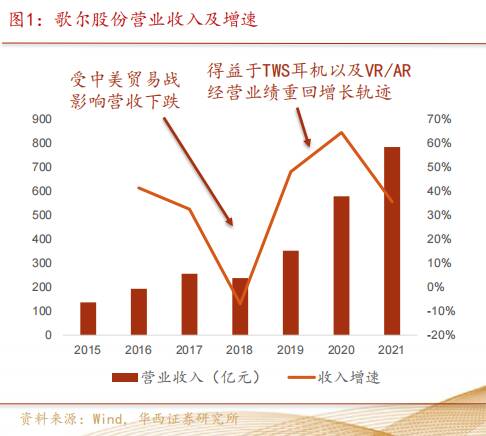 图1：歌尔股份营业收入及增速
受中美贸易战
影响营收下跌
得益于TWS耳机以及VR/AR
经营业绩重回增长轨迹
900
800
700
600
500
400
300
200
100
0
70%
60%
50%
40%
30%
20%
10%
0%
-10%
-20%
2015 2016 2017 2018 2019 2020 2021
营业收入（亿元） 收入增速
资料来源：Wind，华西证券研究所